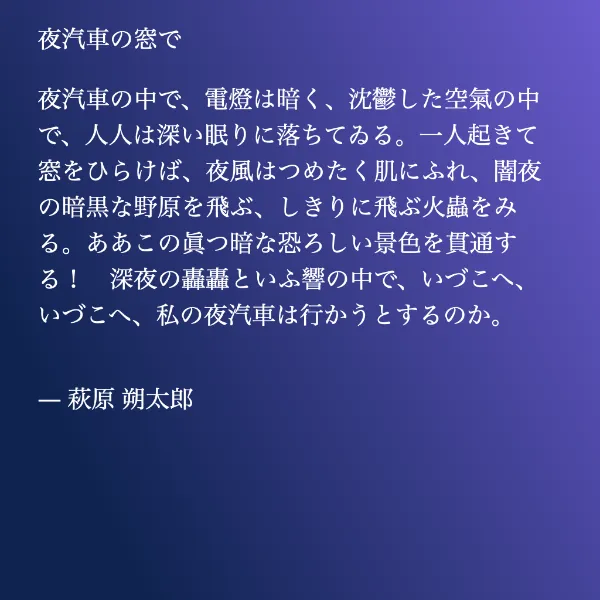 夜汽車の窓で
夜汽車の中で、電燈は暗く、沈鬱した空氣の中
で、人人は深い眠りに落ちてゐる。一人起きて
窓をひらけば、夜風はつめたく肌にふれ、闇夜
の暗黒な野原を飛ぶ、しきりに飛ぶ火蟲をみ
る。ああこの眞つ暗な恐ろしい景色を貫通す
る！　深夜の轟轟といふ響の中で、いづこへ、
いづこへ、私の夜汽車は行かうとするのか。
— 萩原 朔太郎